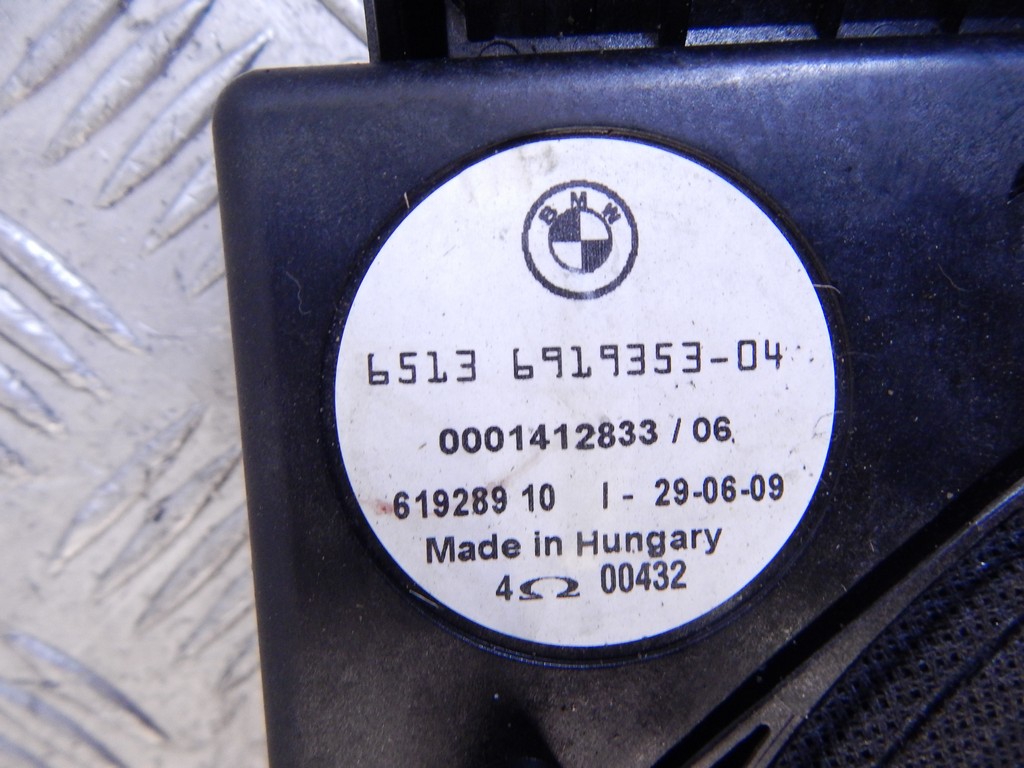 BMW
6513 6919353-04
0001412833 / 06
619289 10 I - 29-06-09
Made in Hungary
4Ω 00432